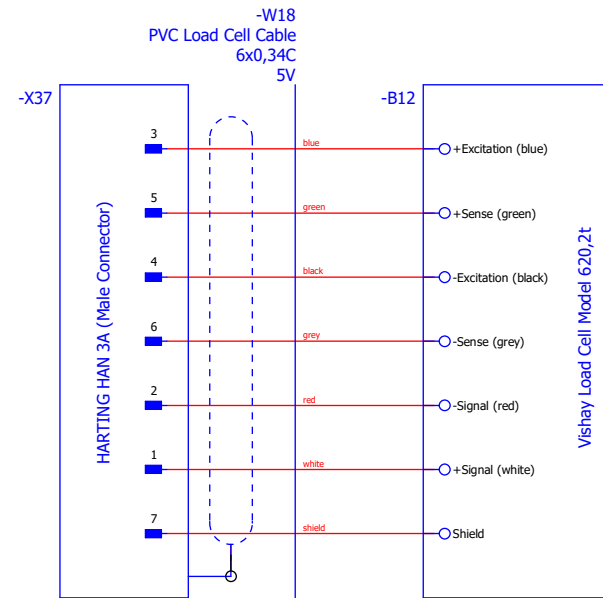 -W18
PVC Load Cell Cable
6x0,34C
5V
-X37
-B12
3
blue
+Excitation (blue)
5
green
+Sense (green)
4
black
-Excitation (black)
6
grey
-Sense (grey)
2
red
-Signal (red)
1
white
+Signal (white)
7
shield
Shield
HARTING HAN 3A (Male Connector)
Vishay Load Cell Model 620,2t